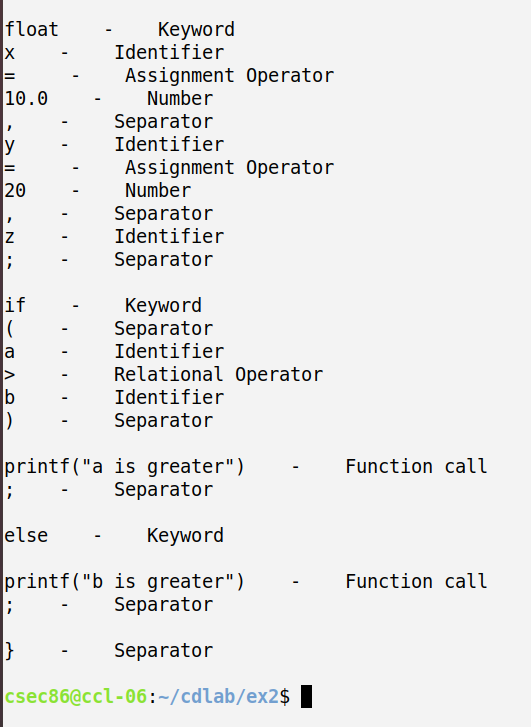 float    -    Keyword
x    -    Identifier
=     -    Assignment Operator
10.0    -    Number
,    -    Separator
y    -    Identifier
=     -    Assignment Operator
20    -    Number
,    -    Separator
z    -    Identifier
;    -    Separator
if    -    Keyword
(    -    Separator
a    -    Identifier
>    -    Relational Operator
b    -    Identifier
)    -    Separator
printf("a is greater")    -    Function call
;    -    Separator
else    -    Keyword
printf("b is greater")    -    Function call
;    -    Separator
}    -    Separator
csec86@ccl-06:~/cdlab/ex2$